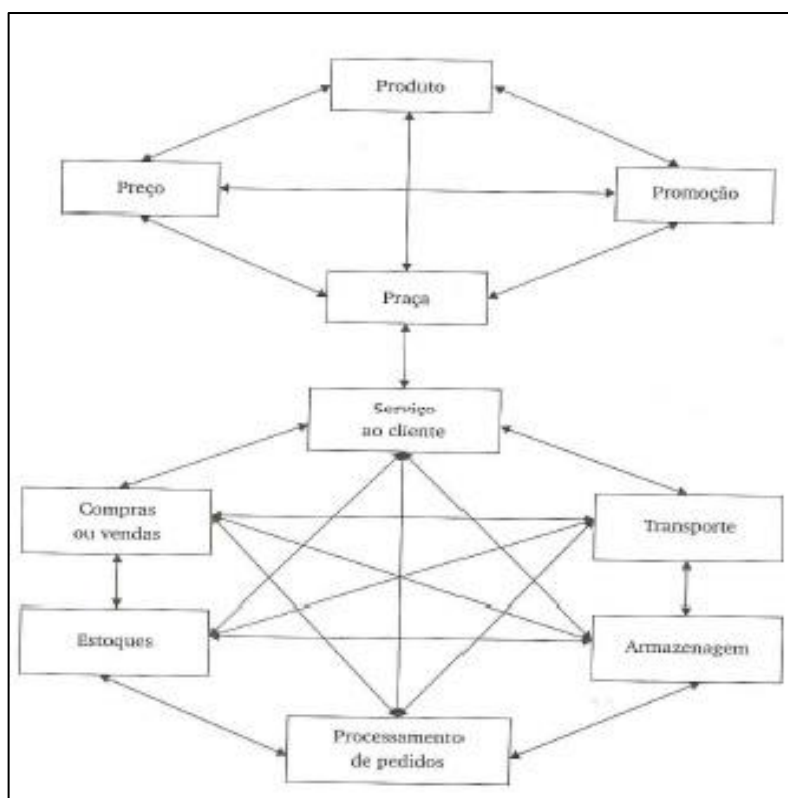 Produto
Preço
Promoção
Praça
Serviço
ao cliente
Compras
ou vendas
Transporte
Estoques
Armazenagem
Processamento
de pedidos